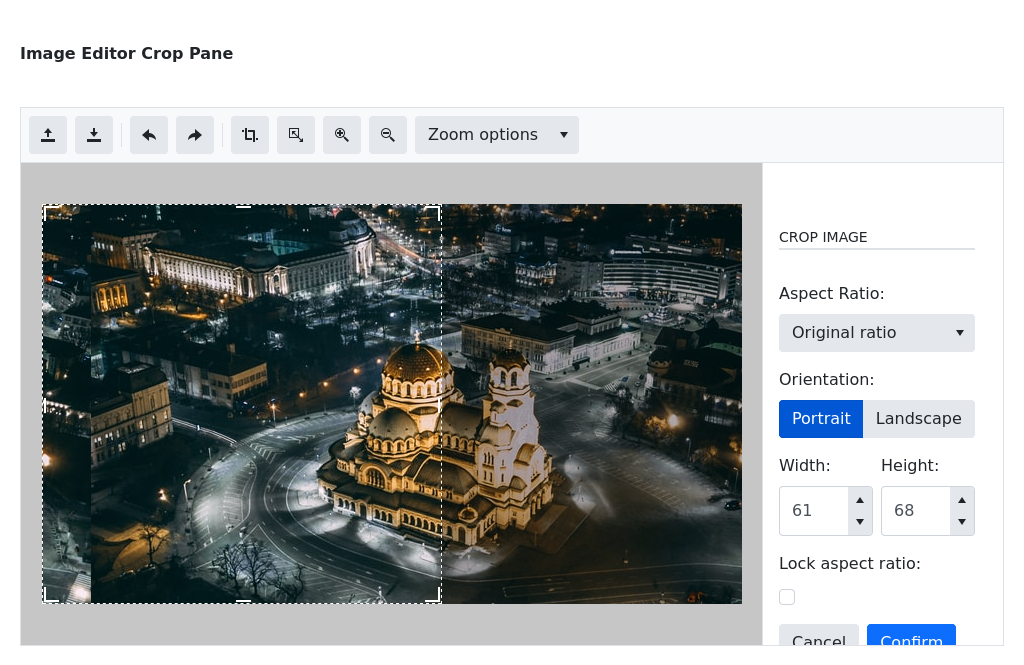 Image Editor Crop Pane
Zoom options
CROP IMAGE
Aspect Ratio:
Original ratio
Orientation:
Portrait Landscape
Width: Height:
61 68
Lock aspect ratio:
Cancel Confirm